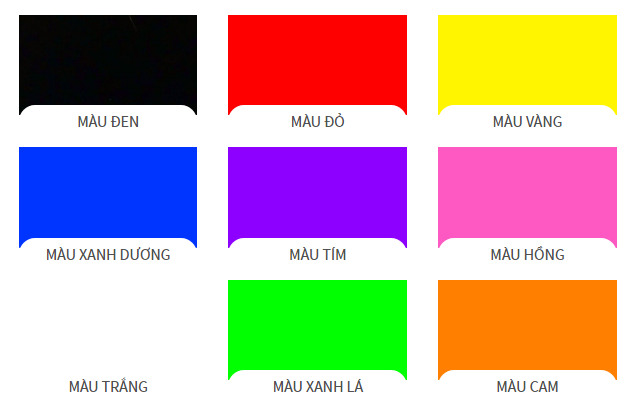 MÀU ĐEN
MÀU ĐỎ
MÀU VÀNG
MÀU XANH DƯƠNG
MÀU TÍM
MÀU HỒNG
MÀU TRẮNG
MÀU XANH LÁ
MÀU CAM